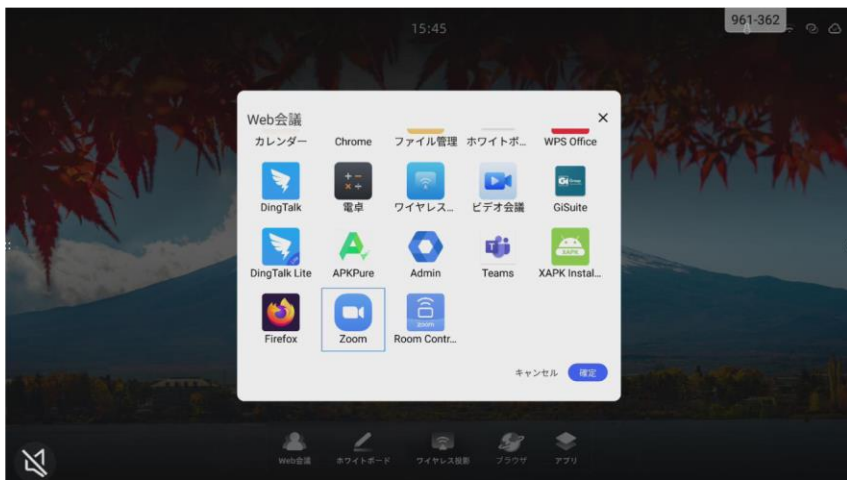 15:45
961-362
Web会議
カレンダー Chrome ファイル管理 ホワイトボ... WPS Office
DingTalk 電卓 ワイヤレス... ビデオ会議 GiSuite
DingTalk Lite APKPure Admin Teams XAPK Instal...
XAPK
Firefox Zoom Room Contr...
zoom
キャンセル 確定
Web会議 ホワイトボード ワイヤレス投影 ブラウザ アプリ